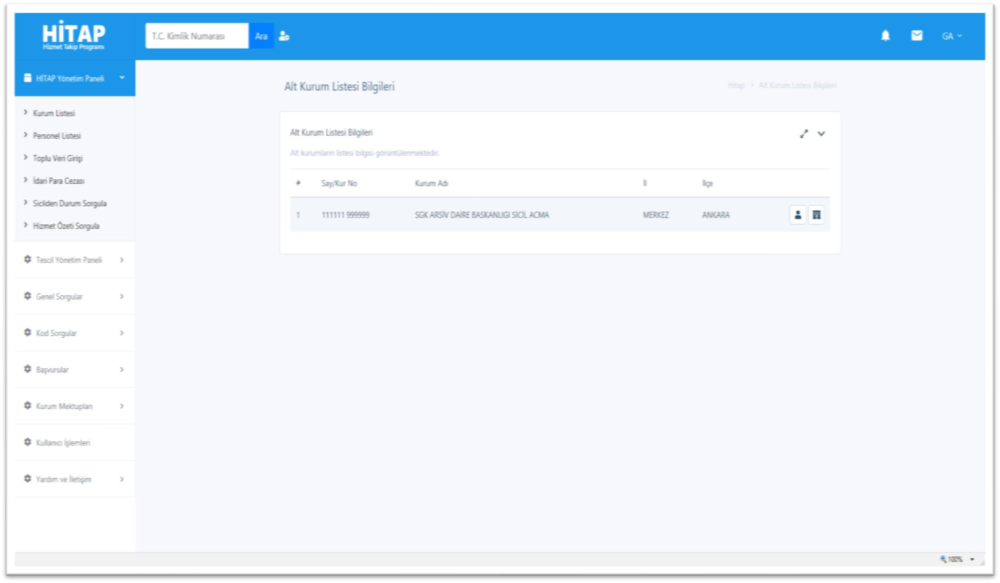 HİTAP
Hizmet Takip Programı
T.C. Kimlik Numarası
Ara
GA
HİTAP Yönetim Paneli
Kurum Listesi
Personel Listesi
Toplu Veri Girişi
İdari Para Cezası
Sicilden Durum Sorgula
Hizmet Özeti Sorgula
Tescil Yönetim Paneli
Genel Sorgular
Kod Sorgular
Başvurular
Kurum Mektupları
Kullanıcı İşlemleri
Yardım ve İletişim
Alt Kurum Listesi Bilgileri
Hitap > Alt Kurum Listesi Bilgileri
Alt Kurum Listesi Bilgileri
Alt kurumların listesi bilgisi görüntülenmektedir.
# Say/Kur No Kurum Adı İl İlçe
1 111111 999999 SGK ARSİV DAİRE BASKANLIGI SİCİL ACMA MERKEZ ANKARA
100%